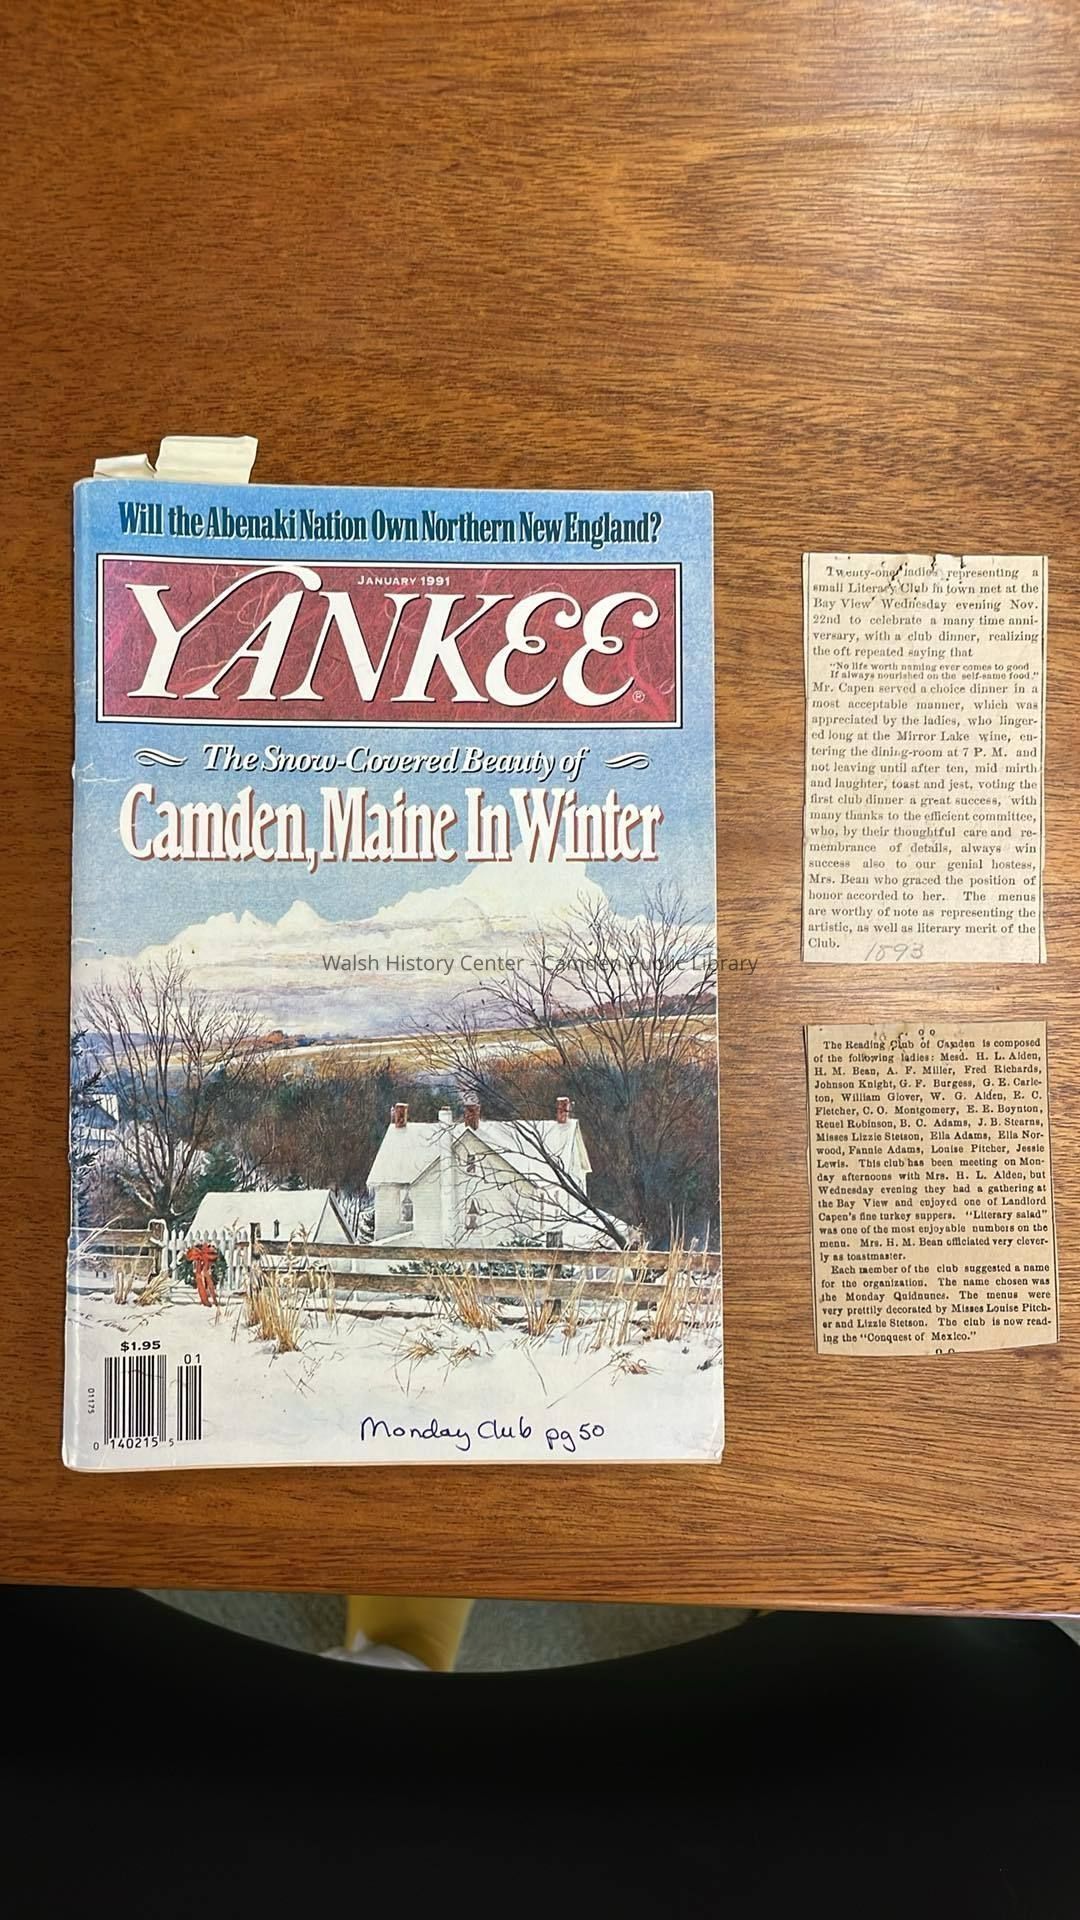 Will the Abenaki Nation Own Northern New England?
JANUARY 1991
YANKEE
®
The Snow-Covered Beauty of
Camden, Maine In Winter
$1.95
01
01175
0 140215 5
Monday Club pg 50
Walsh History Center - Camden Public Library
Twenty-one ladies representing a
small Literary Club in town met at the
Bay View Wednesday evening Nov.
22nd to celebrate a many time anni-
versary, with a club dinner, realizing
the oft repeated saying that
"No life worth naming ever comes to good
If always nourished on the self-same food."
Mr. Capen served a choice dinner in a
most acceptable manner, which was
appreciated by the ladies, who linger-
ed long at the Mirror Lake wine, en-
tering the dining-room at 7 P. M. and
not leaving until after ten, mid mirth
and laughter, toast and jest, voting the
first club dinner a great success, with
many thanks to the efficient committee,
who, by their thoughtful care and re-
membrance of details, always win
success also to our genial hostess,
Mrs. Bean who graced the position of
honor accorded to her. The menus
are worthy of note as representing the
artistic, as well as literary merit of the
Club.
1893
The Reading Club of Camden is composed
of the following ladies: Mesd. H. L. Alden,
H. M. Bean, A. F. Miller, Fred Richards,
Johnson Knight, G. F. Burgess, G. E. Carle-
ton, William Glover, W. G. Alden, E. C.
Fletcher, C. O. Montgomery, E. E. Boynton,
Reuel Robinson, B. C. Adams, J. B. Stearns,
Misses Lizzie Stetson, Ella Adams, Ella Nor-
wood, Fannie Adams, Louise Pitcher, Jessie
Lewis. This club has been meeting on Mon-
day afternoons with Mrs. H. L. Alden, but
Wednesday evening they had a gathering at
the Bay View and enjoyed one of Landlord
Capen's fine turkey suppers. "Literary salad"
was one of the most enjoyable numbers on the
menu. Mrs. H. M. Bean officiated very clever-
ly as toastmaster.
Each member of the club suggested a name
for the organization. The name chosen was
the Monday Quidnuncs. The menus were
very prettily decorated by Misses Louise Pitch-
er and Lizzie Stetson. The club is now read-
ing the "Conquest of Mexico."